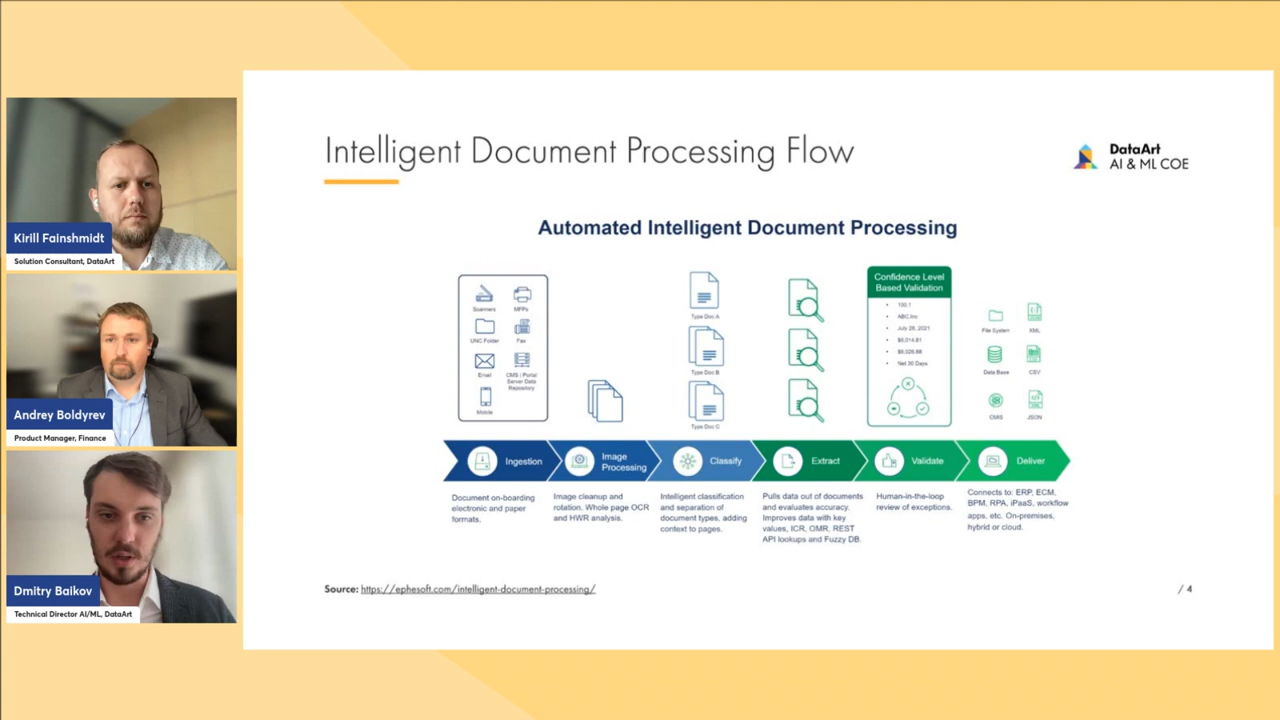 Kirill Fainshmidt
Solution Consultant, DataArt
Andrey Boldyrev
Product Manager, Finance
Dmitry Baikov
Technical Director AI/ML, DataArt
Intelligent Document Processing Flow
DataArt
AI & ML COE
Automated Intelligent Document Processing
Scanners
MFPs
UNC Folder
Fax
Email
CMS | Portal
Server Data
Repository
Mobile
Type Doc A
Type Doc B
Type Doc C
Confidence Level
Based Validation
• 100.1
• ABC.Inc
• July 28, 2021
• Net 30 Days
File System
XML
Data Base
CSV
CMIS
JSON
Ingestion
Image
Processing
Classify
Extract
Validate
Deliver
Document on-boarding
electronic and paper
formats.
Image cleanup and
rotation. Whole page OCR
and HWR analysis.
Intelligent classification
and separation of
document types, adding
context to pages.
Pulls data out of documents
and evaluates accuracy.
Improves data with key
values, ICR, OMR. REST
API lookups and Fuzzy DB.
Human-in-the-loop
review of exceptions.
Connects to: ERP, ECM,
BPM, RPA, iPaaS, workflow
apps, etc. On-premises,
hybrid or cloud.
Source: https://ephesoft.com/intelligent-document-processing/
/ 4